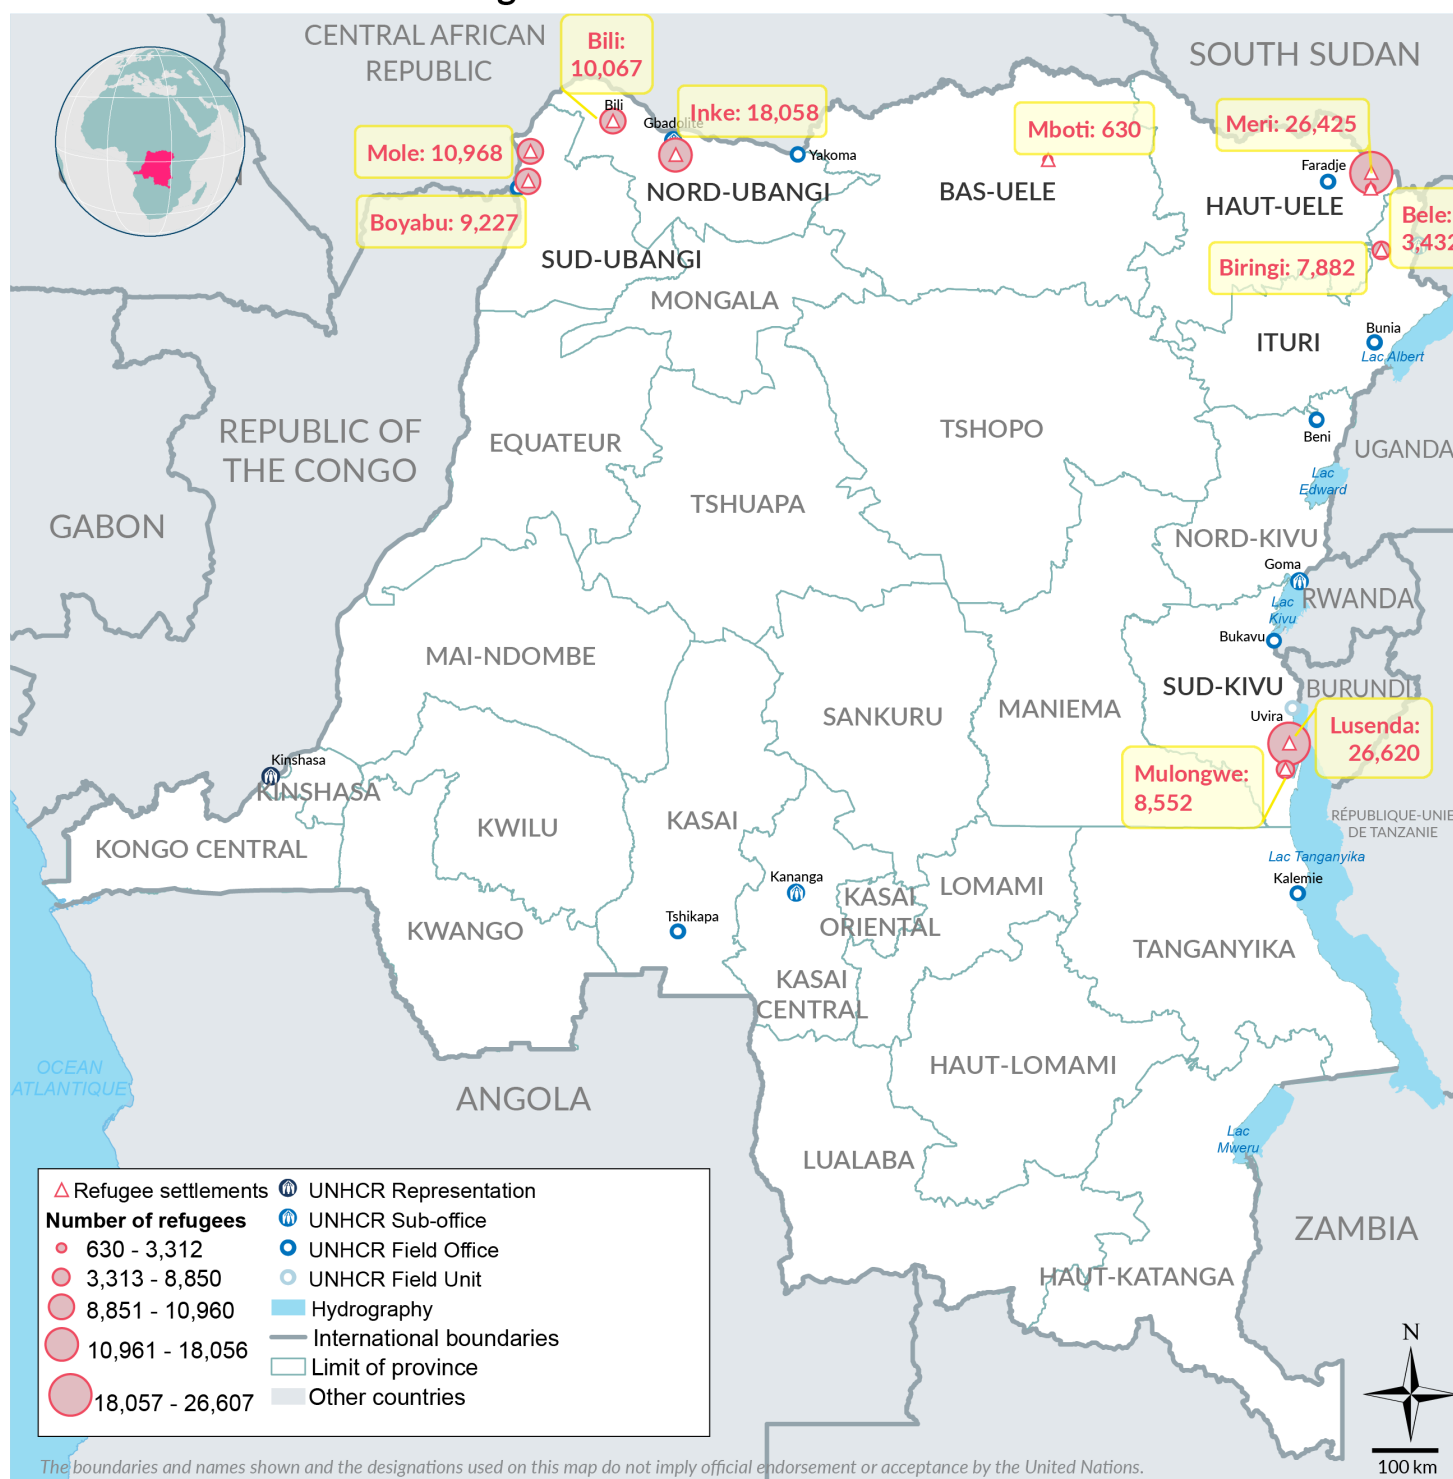 CENTRAL AFRICAN
REPUBLIC
SOUTH SUDAN
Bili:
10,067
Bili
Gbadolite
Inke: 18,058
Yakoma
Mboti: 630
Meri: 26,425
Faradje
Mole: 10,968
Boyabu: 9,227
NORD-UBANGI
BAS-UELE
HAUT-UELE
Bele:
3,432
Biringi: 7,882
SUD-UBANGI
MONGALA
ITURI
Bunia
Lac Albert
REPUBLIC OF
THE CONGO
GABON
EQUATEUR
TSHUAPA
TSHOPO
Beni
UGANDA
Lac
Edward
NORD-KIVU
Goma
RWANDA
Lac
Kivu
Bukavu
MAI-NDOMBE
SANKURU
MANIEMA
SUD-KIVU
BURUNDI
Uvira
Lusenda:
26,620
Mulongwe:
8,552
Kinshasa
KINSHASA
KONGO CENTRAL
KWILU
KASAI
RÉPUBLIQUE-UNIE
DE TANZANIE
Lac Tanganyika
Kalemie
Kananga
KASAI
ORIENTAL
LOMAMI
Tshikapa
KWANGO
TANGANYIKA
KASAI
CENTRAL
OCEAN
ATLANTIQUE
ANGOLA
HAUT-LOMAMI
LUALABA
Lac
Mweru
ZAMBIA
HAUT-KATANGA
Refugee settlements
Number of refugees
630 - 3,312
3,313 - 8,850
8,851 - 10,960
10,961 - 18,056
18,057 - 26,607
UNHCR Representation
UNHCR Sub-office
UNHCR Field Office
UNHCR Field Unit
Hydrography
International boundaries
Limit of province
Other countries
N
100 km
The boundaries and names shown and the designations used on this map do not imply official endorsement or acceptance by the United Nations.